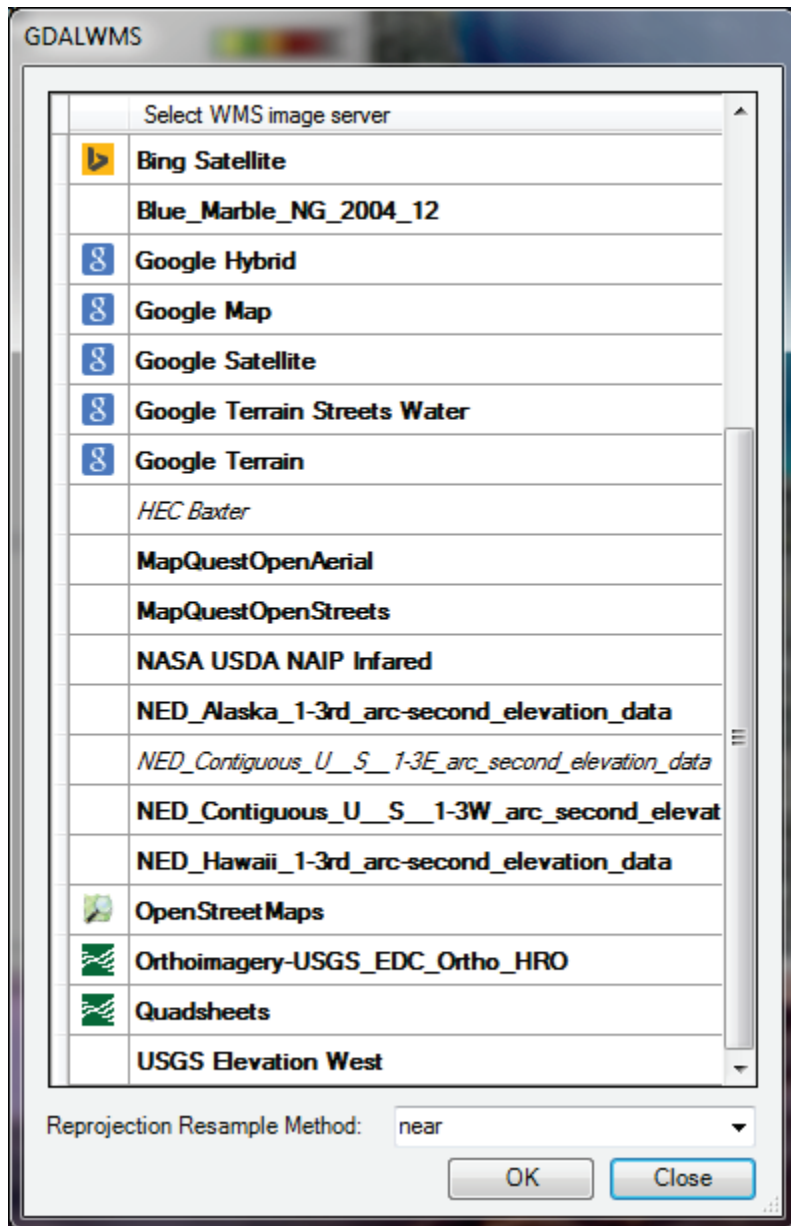 GDALWMS
Select WMS image server
Bing Satellite
Blue_Marble_NG_2004_12
Google Hybrid
Google Map
Google Satellite
Google Terrain Streets Water
Google Terrain
HEC Baxter
MapQuestOpenAerial
MapQuestOpenStreets
NASA USDA NAIP Infared
NED_Alaska_1-3rd_arc-second_elevation_data
NED_Contiguous_U__S__1-3E_arc_second_elevation_data
NED_Contiguous_U__S__1-3W_arc_second_elevat
NED_Hawaii_1-3rd_arc-second_elevation_data
OpenStreetMaps
Orthoimagery-USGS_EDC_Ortho_HRO
Quadsheets
USGS Elevation West
Reprojection Resample Method: near
OK Close